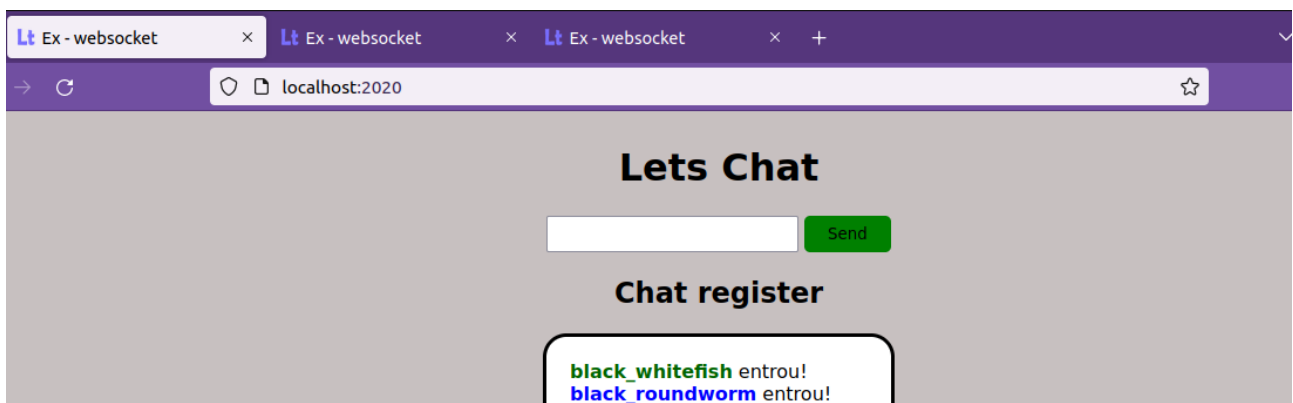 Lt Ex - websocket Lt Ex - websocket Lt Ex - websocket
localhost:2020
Lets Chat
Send
Chat register
black_whitefish entrou!
black_roundworm entrou!